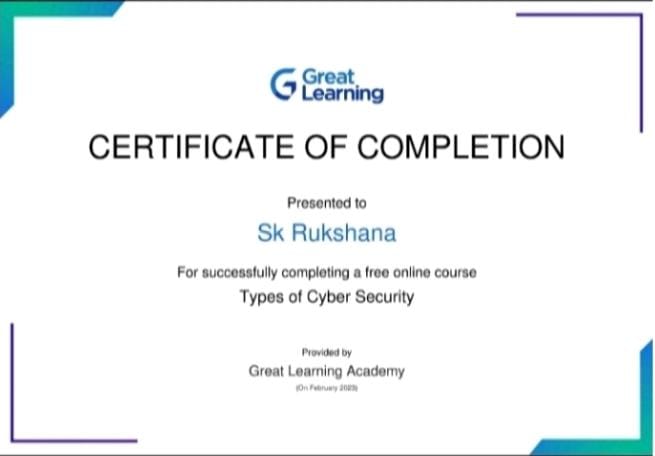 Great
Learning
CERTIFICATE OF COMPLETION
Presented to
Sk Rukshana
For successfully completing a free online course
Types of Cyber Security
Provided by
Great Learning Academy
(On February 2023)